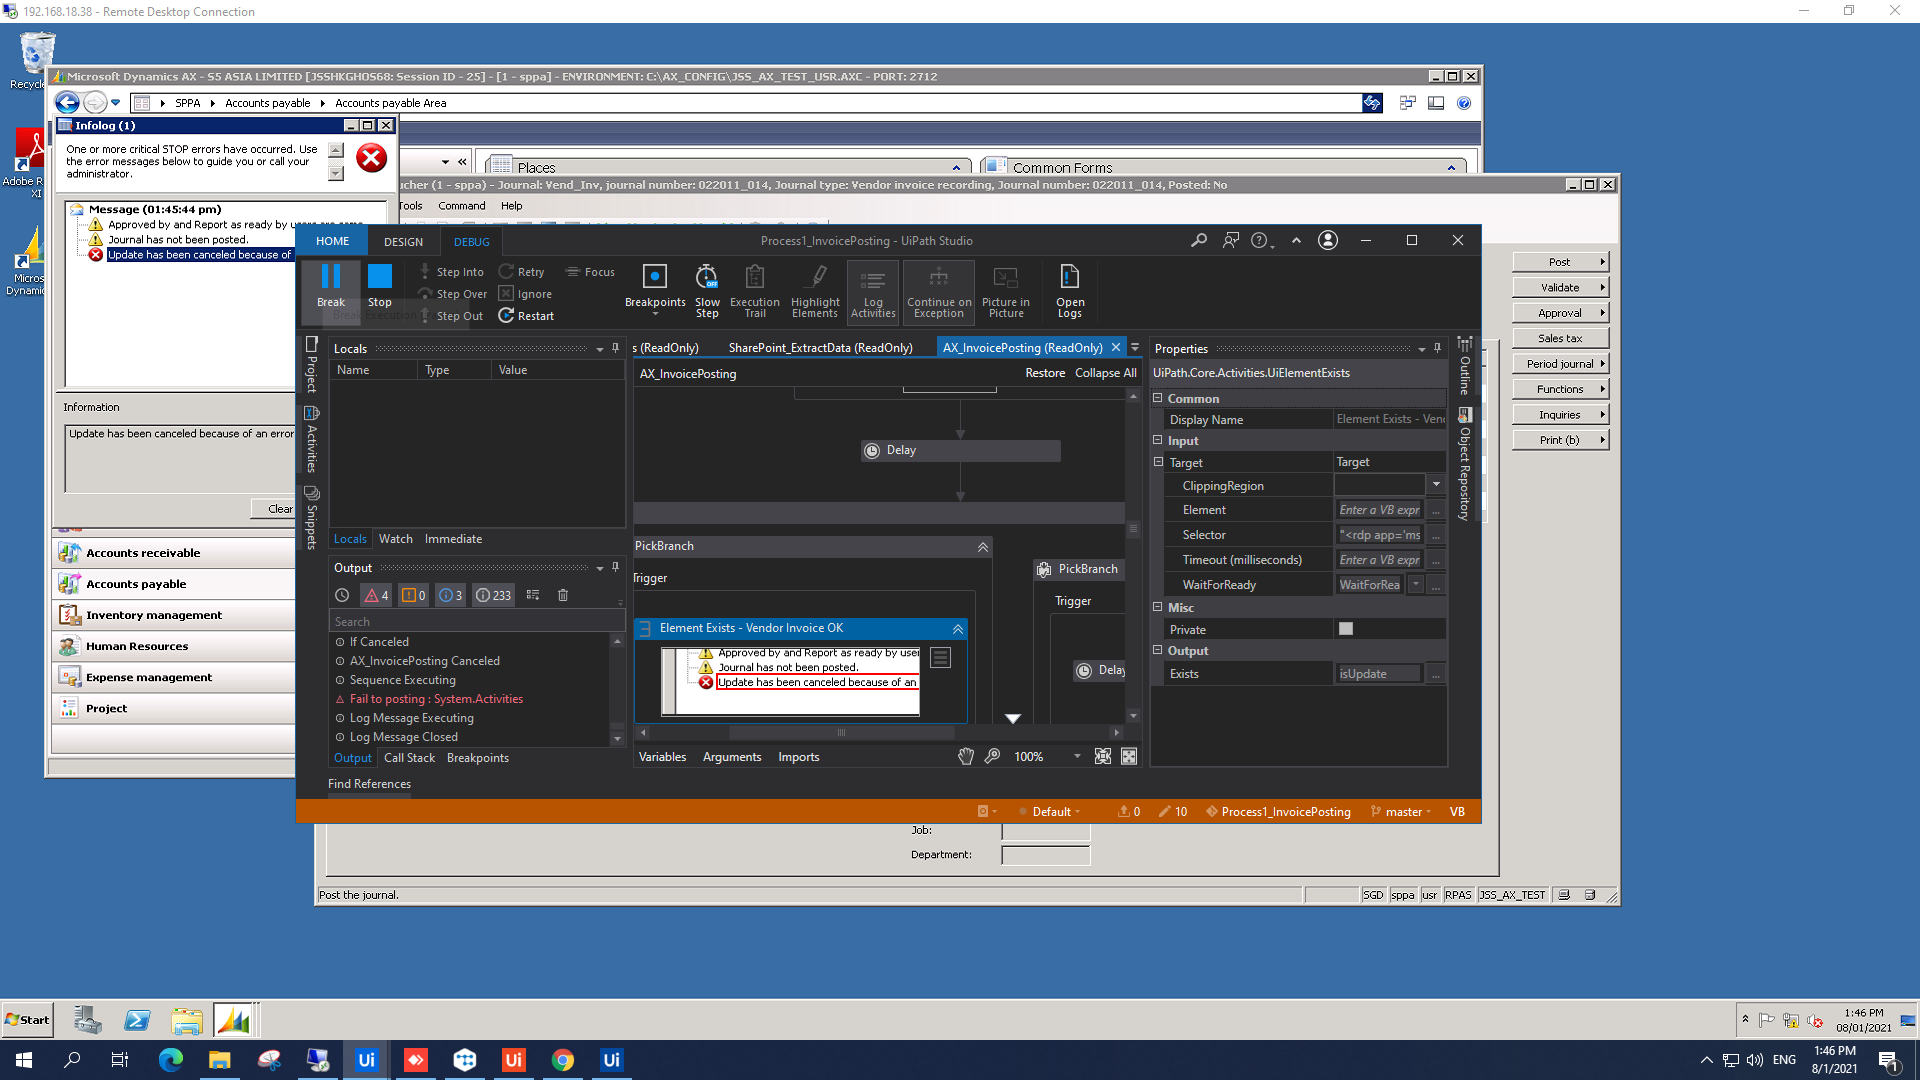 192.168.18.38 - Remote Desktop Connection
Recycle
Adobe R
XI
Micros
Dynamic
Microsoft Dynamics AX - S5 ASIA LIMITED [JSSHKGHOS68: Session ID - 25] - [1 - sppa] - ENVIRONMENT: C:\AX_CONFIG\JSS_AX_TEST_USR.AXC - PORT: 2712
SPPA Accounts payable Accounts payable Area
Infolog (1)
One or more critical STOP errors have occurred. Use
the error messages below to guide you or call your
administrator.
Places
Common Forms
ucher (1 - sppa) - Journal: Vend_Inv, journal number: 022011_014, Journal type: Vendor invoice recording, Journal number: 022011_014, Posted: No
Tools Command Help
Message (01:45:44 pm)
Approved by and Report as ready by
Journal has not been posted.
Update has been canceled because of
Information
Update has been canceled because of an error
Clear
Accounts receivable
Accounts payable
Inventory management
Human Resources
Expense management
Project
HOME DESIGN DEBUG
Process1_InvoicePosting - UiPath Studio
Break
Stop
Step Into
Step Over
Step Out
Retry
Ignore
Restart
Focus
Break Execution
Breakpoints
Slow
Step
OFF
Execution
Trail
Highlight
Elements
Log
Activities
Continue on
Exception
Picture in
Picture
Open
Logs
Project
Activities
Snippets
Locals
Name Type Value
Locals Watch Immediate
Output
4 0 3 233
Search
If Canceled
AX_InvoicePosting Canceled
Sequence Executing
Fail to posting : System.Activities
Log Message Executing
Log Message Closed
Output Call Stack Breakpoints
Find References
s (ReadOnly) SharePoint_ExtractData (ReadOnly) AX_InvoicePosting (ReadOnly)
AX_InvoicePosting
Restore Collapse All
Delay
PickBranch
Trigger
Element Exists - Vendor Invoice OK
Approved by and Report as ready by user
Journal has not been posted.
Update has been canceled because of an
PickBranch
Trigger
Delay
Variables Arguments Imports
100%
Properties
UiPath.Core.Activities.UiElementExists
Common
Display Name Element Exists - Vend
Input
Target Target
ClippingRegion
Element Enter a VB expr ...
Selector "<rdp app='ms ...
Timeout (milliseconds) Enter a VB expr ...
WaitForReady WaitForRea ...
Misc
Private
Output
Exists isUpdate ...
Outline
Object Repository
Default 0 10 Process1_InvoicePosting master VB
Post
Validate
Approval
Sales tax
Period journal
Functions
Inquiries
Print (b)
Job:
Department:
Post the journal.
SGD sppa usr RPAS JSS_AX_TEST
Start
1:46 PM
08/01/2021
Ui
Ui
Ui
ENG
1:46 PM
8/1/2021
1